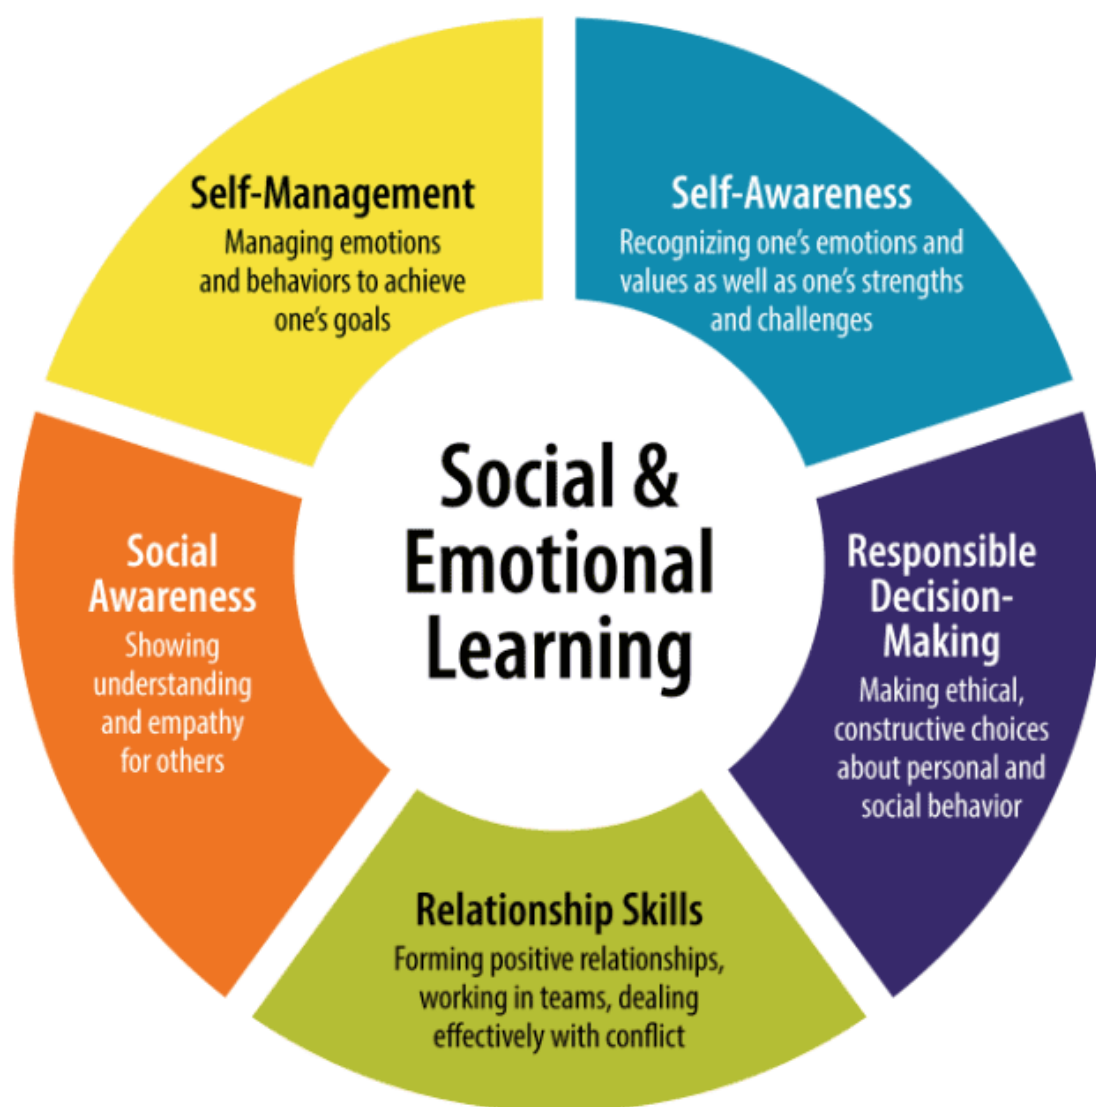 Self-Management
Managing emotions
and behaviors to achieve
one’s goals
Self-Awareness
Recognizing one’s emotions and
values as well as one’s strengths
and challenges
Social &
Emotional
Learning
Social
Awareness
Showing
understanding
and empathy
for others
Responsible
Decision-
Making
Making ethical,
constructive choices
about personal and
social behavior
Relationship Skills
Forming positive relationships,
working in teams, dealing
effectively with conflict